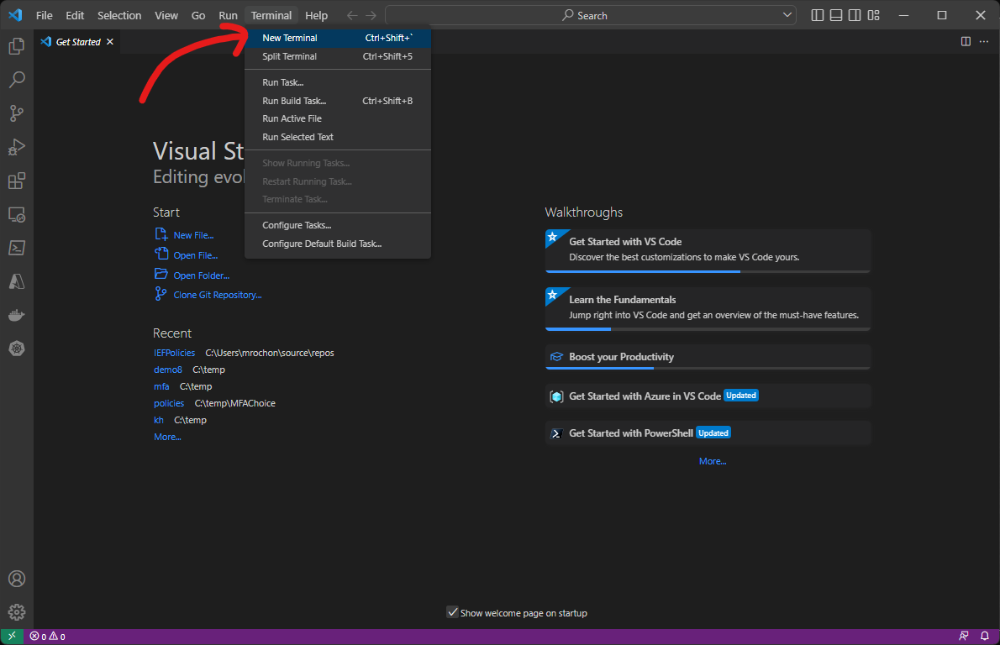 File Edit Selection View Go Run Terminal Help Search
Get Started
New Terminal Ctrl+Shift+`
Split Terminal Ctrl+Shift+5
Run Task...
Run Build Task... Ctrl+Shift+B
Run Active File
Run Selected Text
Show Running Tasks...
Restart Running Task...
Terminate Task...
Configure Tasks...
Configure Default Build Task...
Visual St
Editing evol
Start
New File...
Open File...
Open Folder...
Clone Git Repository...
Recent
IEFPolicies C:\Users\mrochon\source\repos
demo8 C:\temp
mfa C:\temp
policies C:\temp\MFAChoice
kh C:\temp
More...
Walkthroughs
Get Started with VS Code
Discover the best customizations to make VS Code yours.
Learn the Fundamentals
Jump right into VS Code and get an overview of the must-have features.
Boost your Productivity
Get Started with Azure in VS Code Updated
Get Started with PowerShell Updated
More...
Show welcome page on startup
0 0